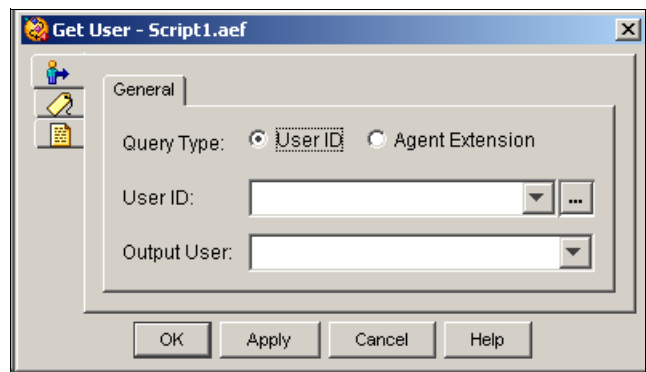 Get User - Script1.aef
General
Query Type: User ID Agent Extension
User ID: ...
Output User:
OK Apply Cancel Help